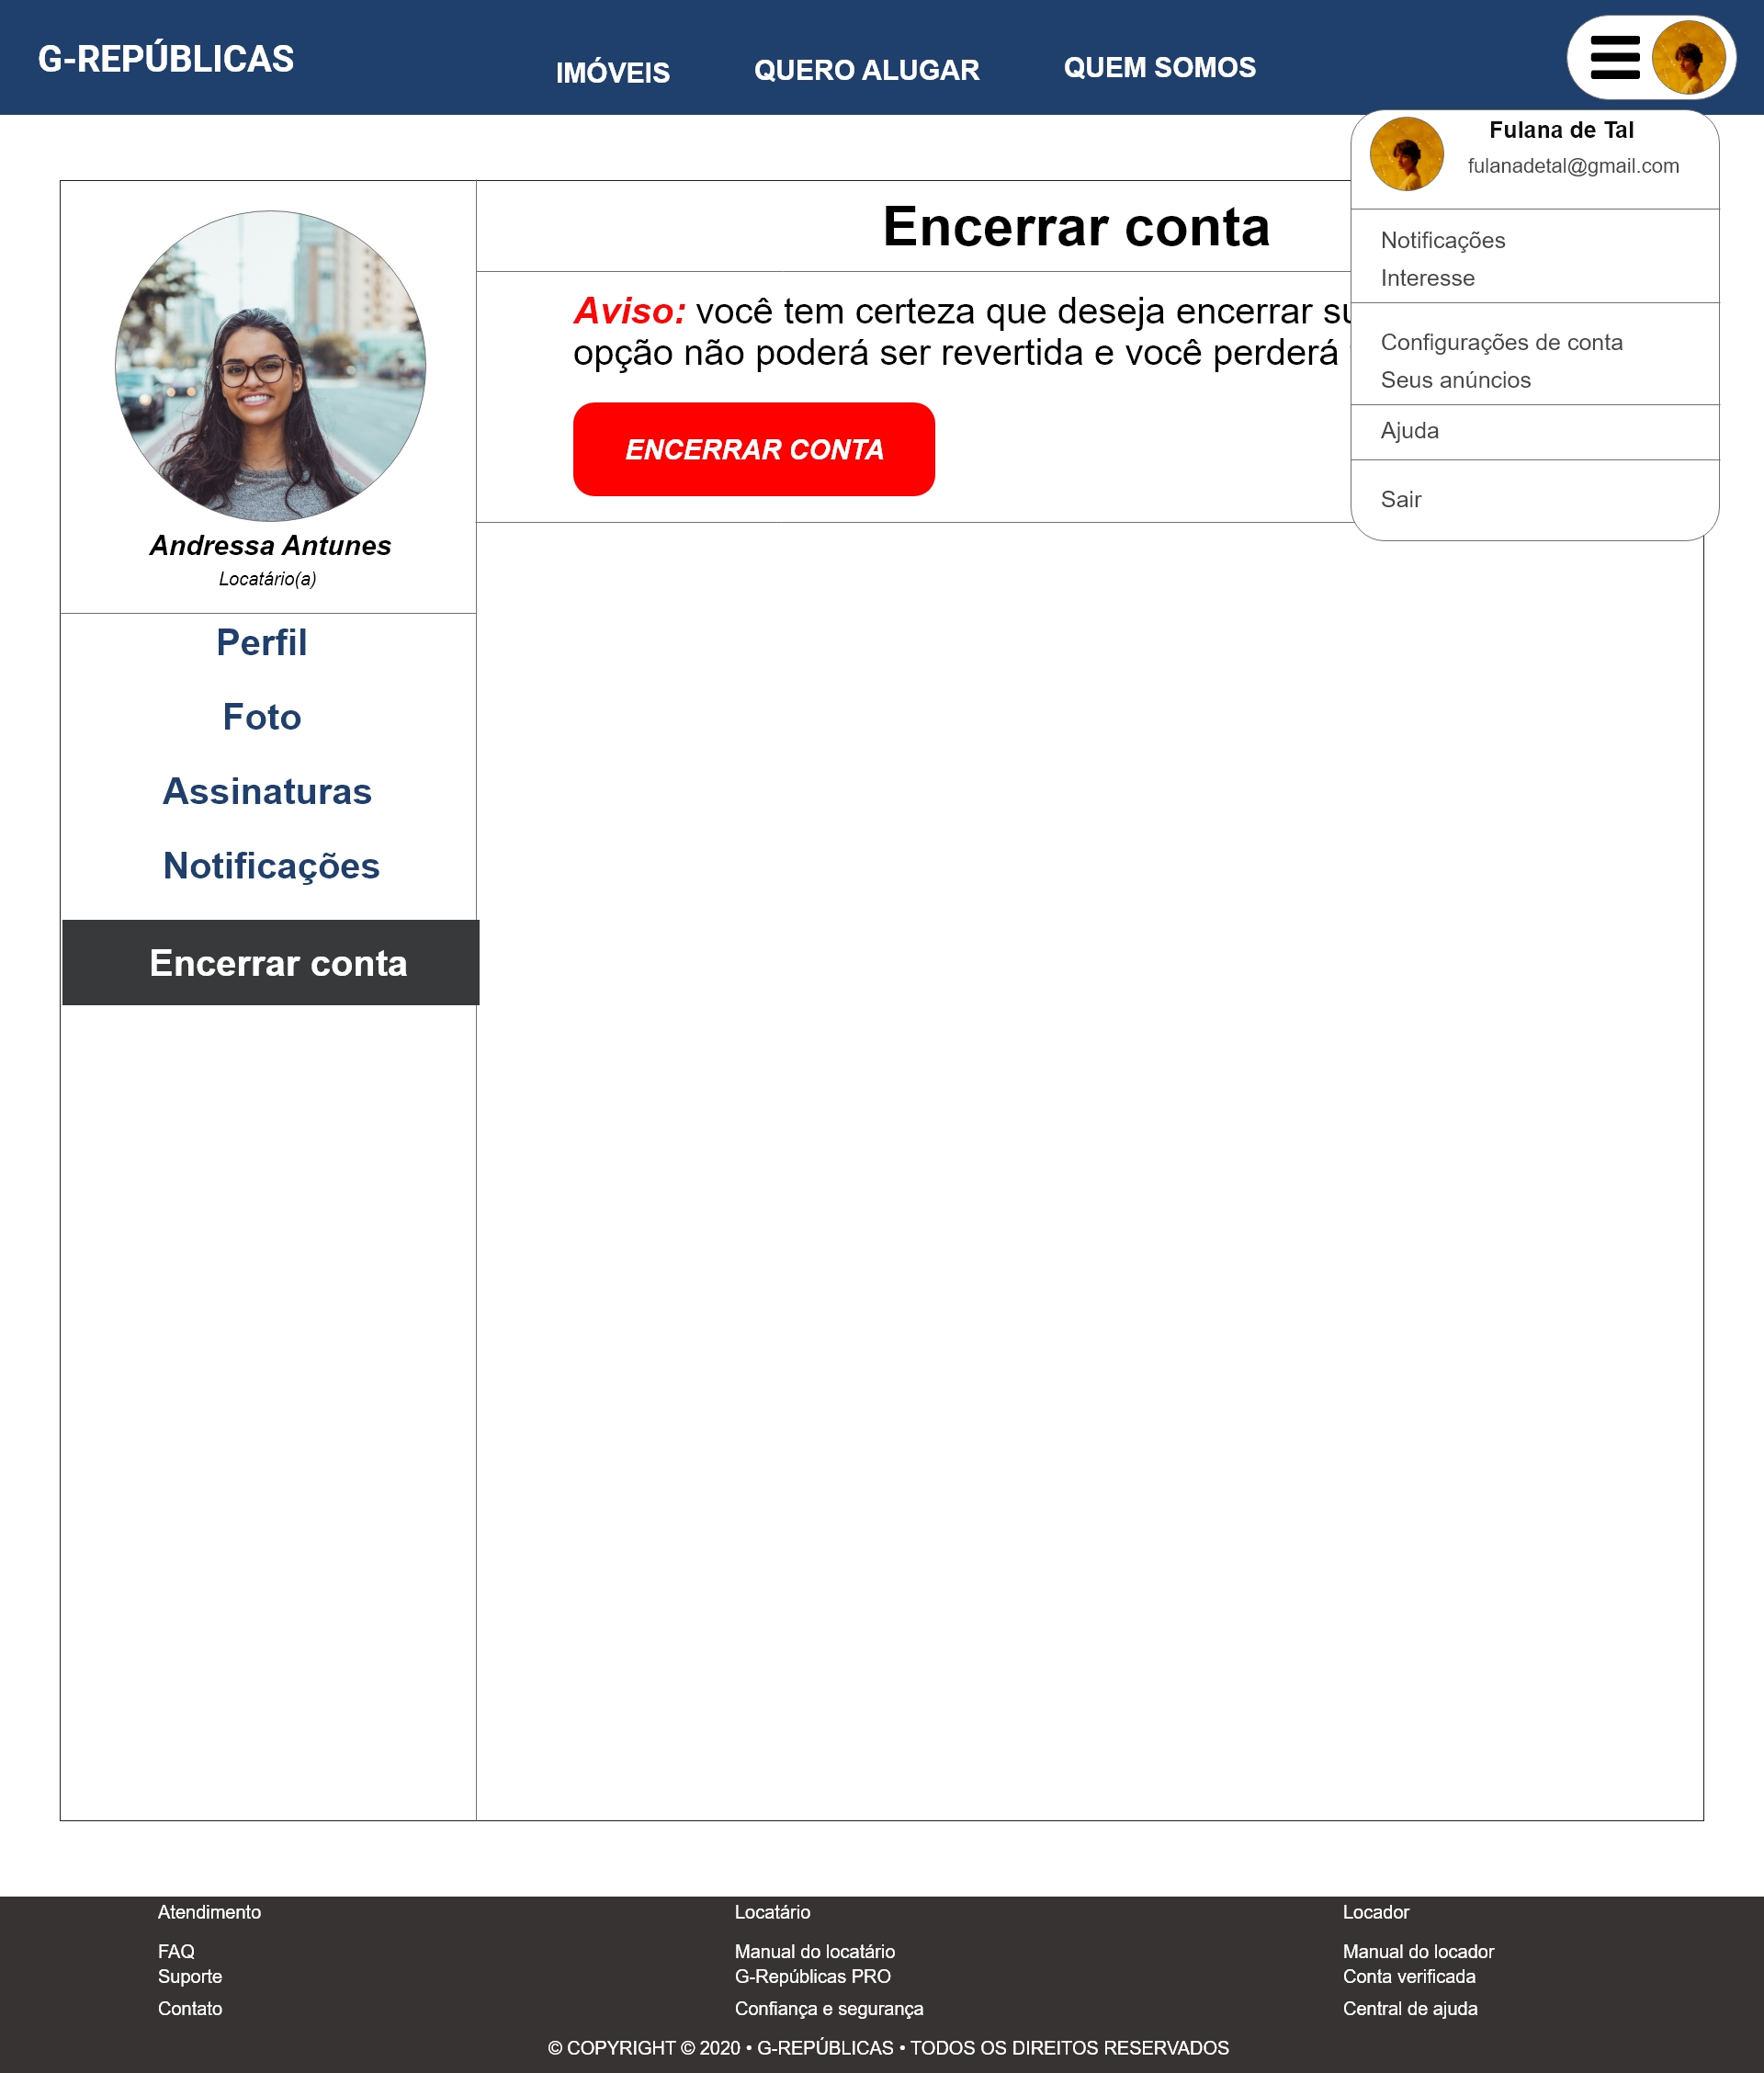 G-REPÚBLICAS
IMÓVEIS
QUERO ALUGAR
QUEM SOMOS
Fulana de Tal
fulanadetal@gmail.com
Notificações
Interesse
Configurações de conta
Seus anúncios
Ajuda
Sair
Andressa Antunes
Locatário(a)
Perfil
Foto
Assinaturas
Notificações
Encerrar conta
Encerrar conta
Aviso: você tem certeza que deseja encerrar
opção não poderá ser revertida e você perderá
ENCERRAR CONTA
Atendimento
FAQ
Suporte
Contato
Locatário
Manual do locatário
G-Repúblicas PRO
Confiança e segurança
Locador
Manual do locador
Conta verificada
Central de ajuda
© COPYRIGHT © 2020 • G-REPÚBLICAS • TODOS OS DIREITOS RESERVADOS